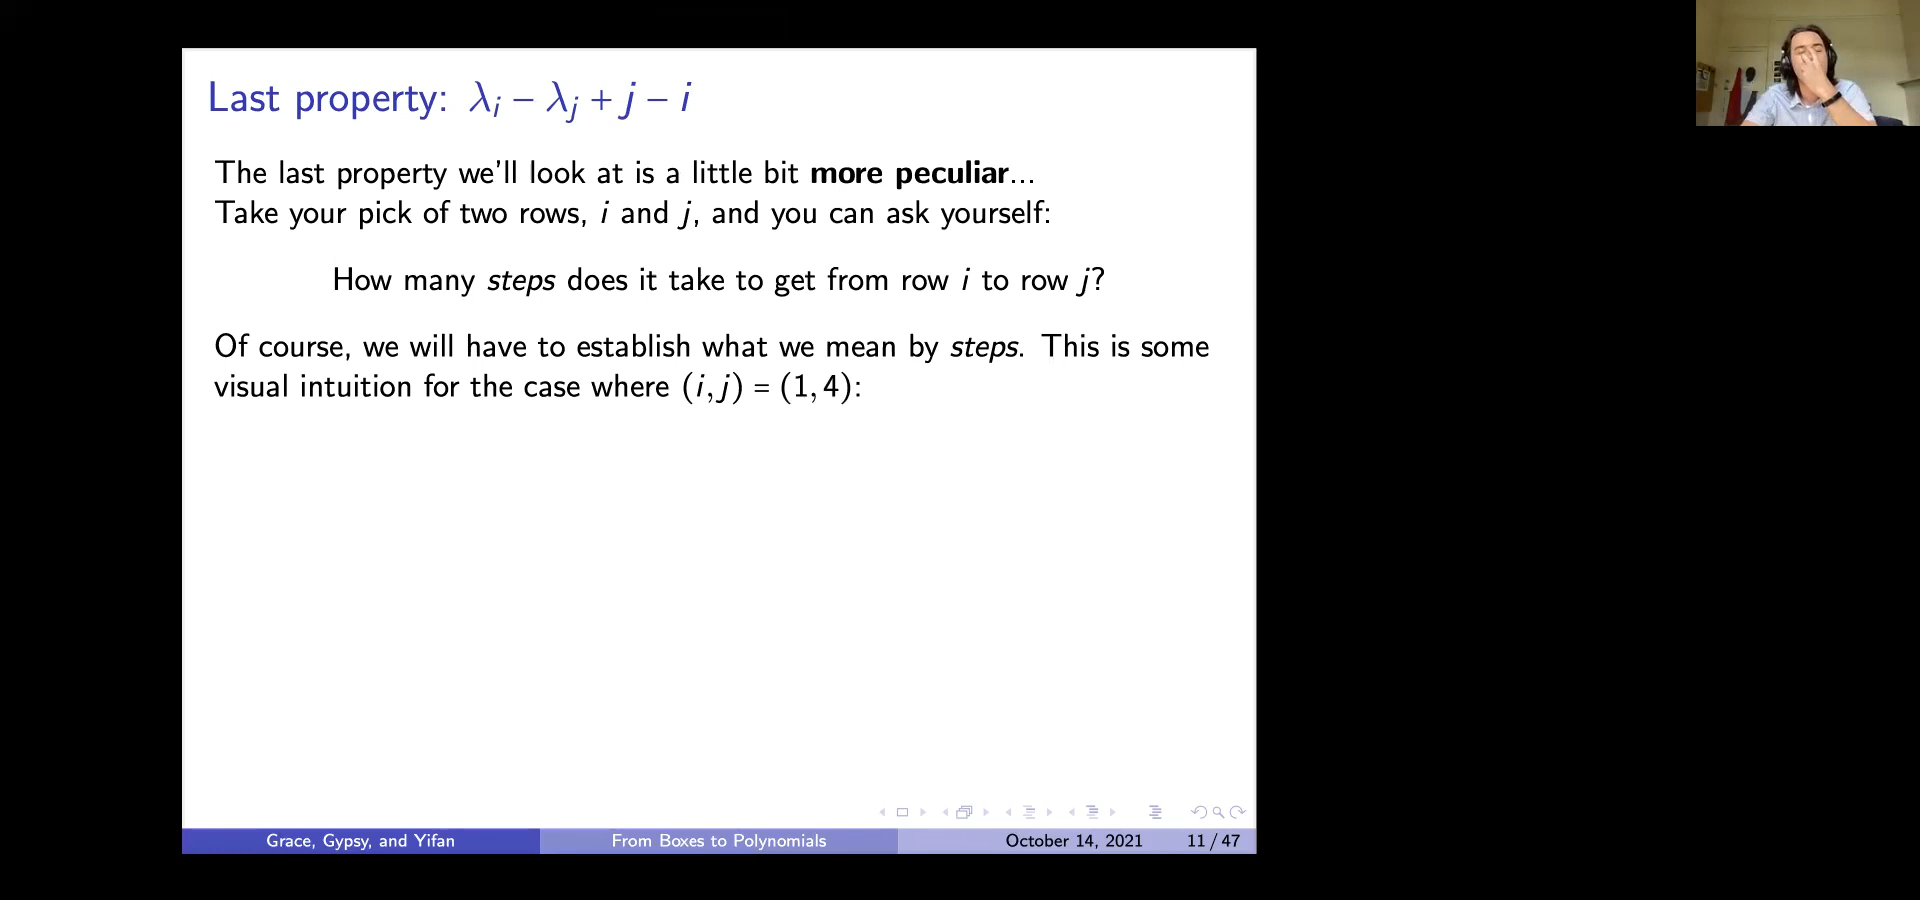 Last property: λᵢ − λⱼ + j − i
The last property we'll look at is a little bit more peculiar...
Take your pick of two rows, i and j, and you can ask yourself:
How many steps does it take to get from row i to row j?
Of course, we will have to establish what we mean by steps. This is some
visual intuition for the case where (i, j) = (1, 4):
Grace, Gypsy, and Yifan
From Boxes to Polynomials
October 14, 2021
11 / 47